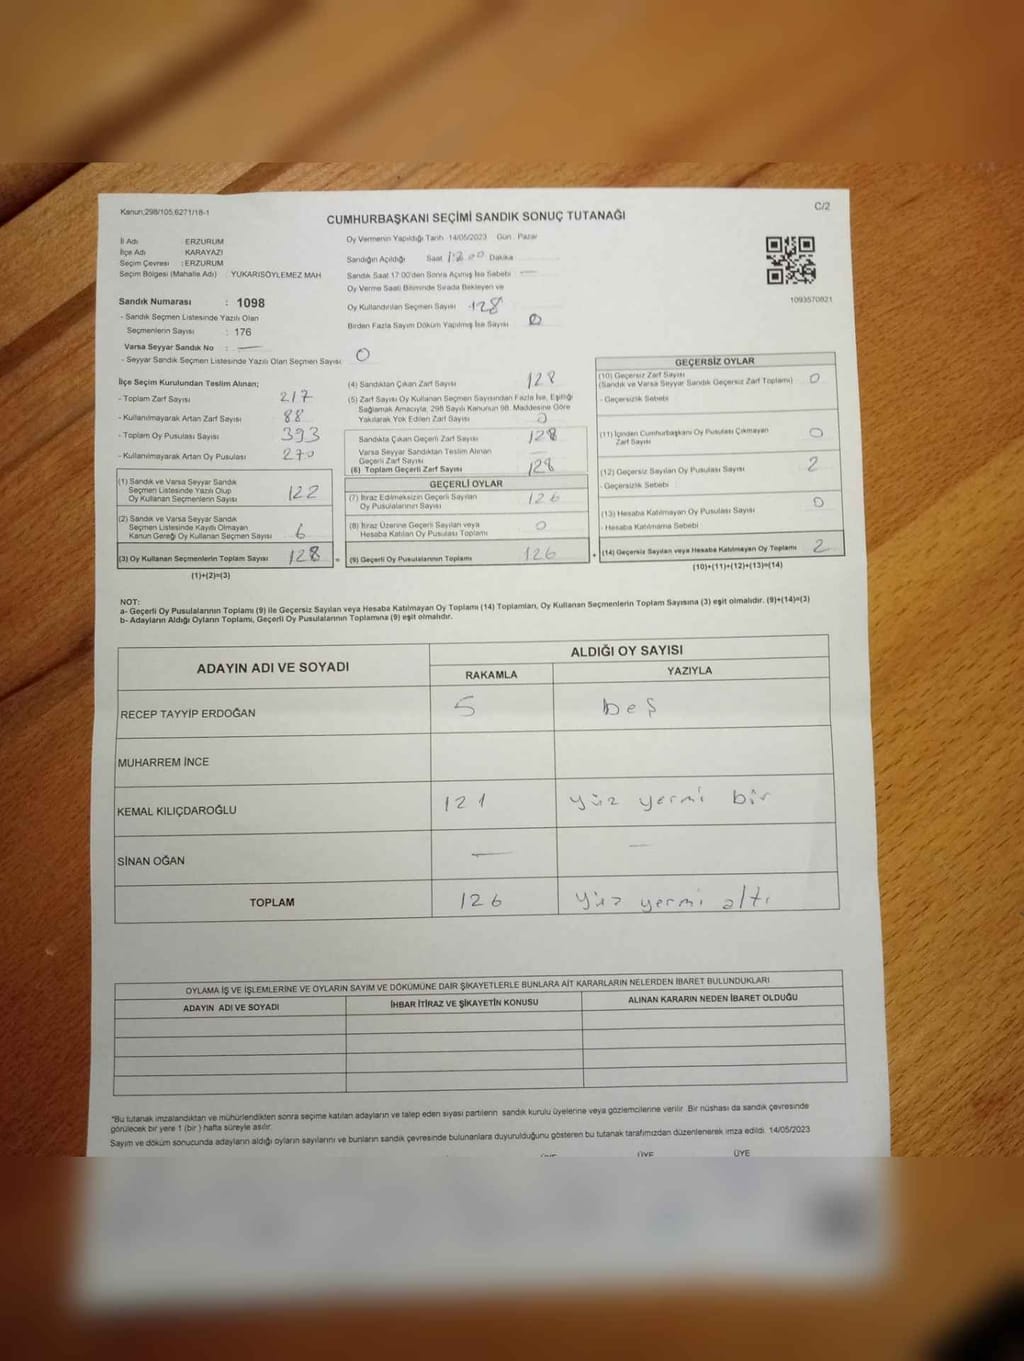 Kanun;298/105,6271/18-1
C/2
CUMHURBAŞKANI SEÇİMİ SANDIK SONUÇ TUTANAĞI
İl Adı : ERZURUM
İlçe Adı : KARAYAZI
Seçim Çevresi : ERZURUM
Seçim Bölgesi (Mahalle Adı) : YUKARISÖYLEMEZ MAH
Oy Vermenin Yapıldığı Tarih 14/05/2023 Gün : Pazar
Sandığın Açıldığı Saat Dakika
Sandık Saat 17:00'den Sonra Açılmış İse Sebebi —
Oy Verme Saati Bitiminde Sırada Bekleyen ve
Oy Kullandırılan Seçmen Sayısı 128
Birden Fazla Sayım Döküm Yapılmış İse Sayısı 0
1093570821
Sandık Numarası : 1098
- Sandık Seçmen Listesinde Yazılı Olan
Seçmenlerin Sayısı : 176
Varsa Seyyar Sandık No : —
- Seyyar Sandık Seçmen Listesinde Yazılı Olan Seçmen Sayısı 0
İlçe Seçim Kurulundan Teslim Alınan;
- Toplam Zarf Sayısı 217
- Kullanılmayarak Artan Zarf Sayısı 88
- Toplam Oy Pusulası Sayısı 393
- Kullanılmayarak Artan Oy Pusulası 270
(1) Sandık ve Varsa Seyyar Sandık
Seçmen Listesinde Yazılı Olup
Oy Kullanan Seçmenlerin Sayısı 122
(2) Sandık ve Varsa Seyyar Sandık
Seçmen Listesinde Kayıtlı Olmayan
Kanun Gereği Oy Kullanan Seçmen Sayısı 6
(3) Oy Kullanan Seçmenlerin Toplam Sayısı 128 =
(1)+(2)=(3)
(4) Sandıktan Çıkan Zarf Sayısı 128
(5) Zarf Sayısı Oy Kullanan Seçmen Sayısından Fazla İse, Eşitliği
Sağlamak Amacıyla, 298 Sayılı Kanunun 98. Maddesine Göre
Yakılarak Yok Edilen Zarf Sayısı 0
Sandıkta Çıkan Geçerli Zarf Sayısı 128
Varsa Seyyar Sandıktan Teslim Alınan
Geçerli Zarf Sayısı
(6) Toplam Geçerli Zarf Sayısı 128
GEÇERLİ OYLAR
(7) İtiraz Edilmeksizin Geçerli Sayılan
Oy Pusulalarının Sayısı 126
(8) İtiraz Üzerine Geçerli Sayılan veya
Hesaba Katılan Oy Pusulası Toplamı 0
(9) Geçerli Oy Pusulalarının Toplamı 126 +
GEÇERSİZ OYLAR
(10) Geçersiz Zarf Sayısı
(Sandık ve Varsa Seyyar Sandık Geçersiz Zarf Toplamı) 0
- Geçersizlik Sebebi
(11) İçinden Cumhurbaşkanı Oy Pusulası Çıkmayan
Zarf Sayısı 0
(12) Geçersiz Sayılan Oy Pusulası Sayısı 2
- Geçersizlik Sebebi
(13) Hesaba Katılmayan Oy Pusulası Sayısı 0
- Hesaba Katılmama Sebebi
(14) Geçersiz Sayılan veya Hesaba Katılmayan Oy Toplamı 2
(10)+(11)+(12)+(13)=(14)
NOT:
a- Geçerli Oy Pusulalarının Toplamı (9) ile Geçersiz Sayılan veya Hesaba Katılmayan Oy Toplamı (14) Toplamları, Oy Kullanan Seçmenlerin Toplam Sayısına (3) eşit olmalıdır. (9)+(14)=(3)
b- Adayların Aldığı Oyların Toplamı, Geçerli Oy Pusulalarının Toplamına (9) eşit olmalıdır.
ADAYIN ADI VE SOYADI
ALDIĞI OY SAYISI
RAKAMLA YAZIYLA
RECEP TAYYİP ERDOĞAN 5 beş
MUHARREM İNCE
KEMAL KILIÇDAROĞLU 121 yüz yermi bir
SİNAN OĞAN — —
TOPLAM 126 yüz yermi altı
OYLAMA İŞ VE İŞLEMLERİNE VE OYLARIN SAYIM VE DÖKÜMÜNE DAİR ŞİKAYETLERLE BUNLARA AİT KARARLARIN NELERDEN İBARET BULUNDUKLARI
ADAYIN ADI VE SOYADI İHBAR İTİRAZ VE ŞİKAYETİN KONUSU ALINAN KARARIN NEDEN İBARET OLDUĞU
*Bu tutanak imzalandıktan ve mühürlendikten sonra seçime katılan adayların ve talep eden siyasi partilerin sandık kurulu üyelerine veya gözlemcilerine verilir. Bir nüshası da sandık çevresinde
görülecek bir yere 1 (bir) hafta süreyle asılır.
Sayım ve döküm sonucunda adayların aldığı oyların sayılarını ve bunların sandık çevresinde bulunanlara duyurulduğunu gösteren bu tutanak tarafımızdan düzenlenerek imza edildi. 14/05/2023
ÜYE ÜYE